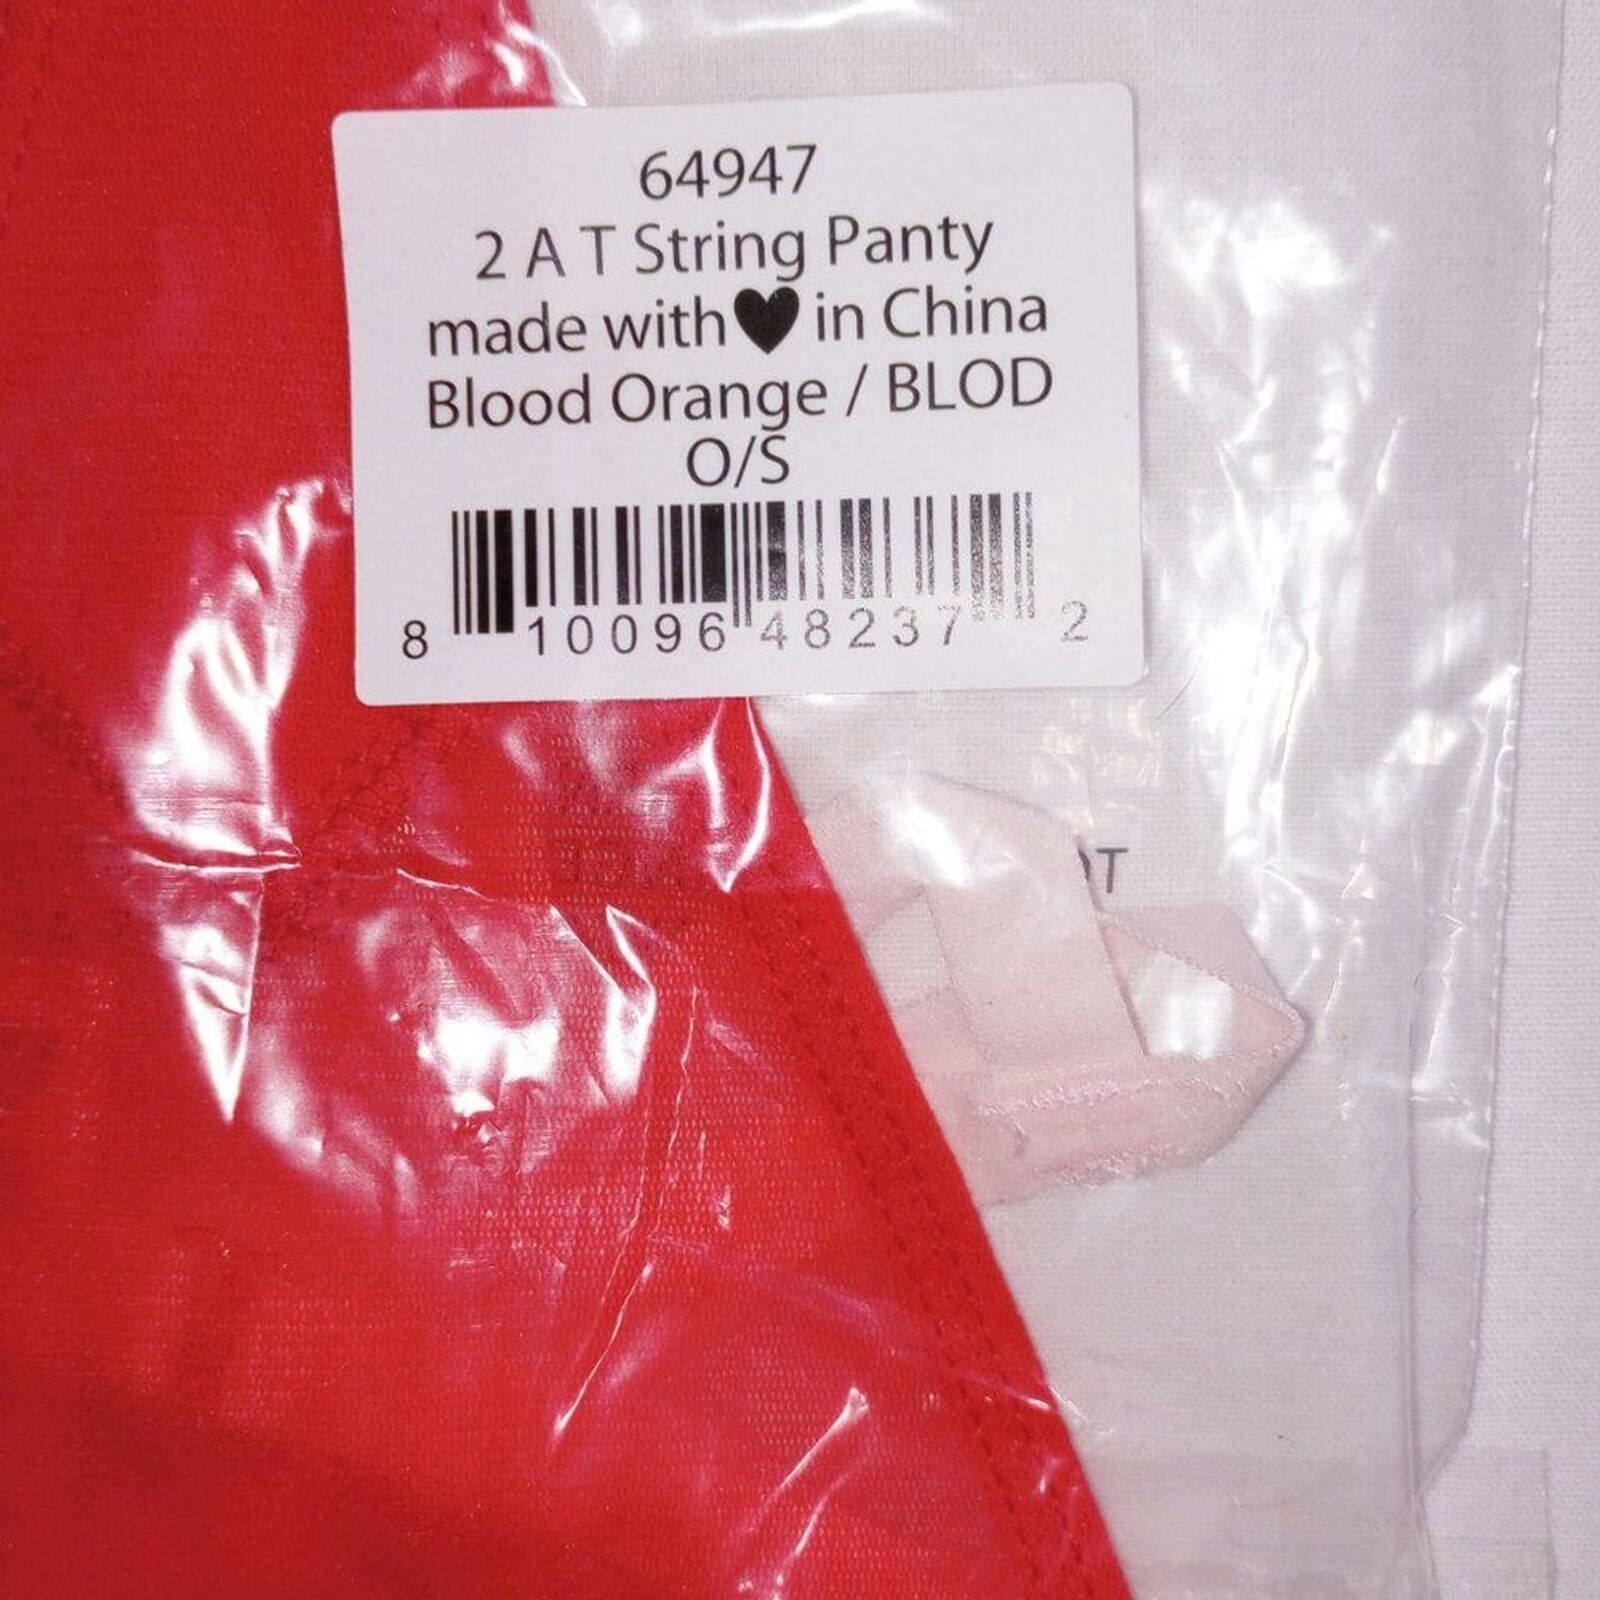 64947
2 A T String Panty
made with♥in China
Blood Orange / BLOD
O/S
8 10096 48237 2